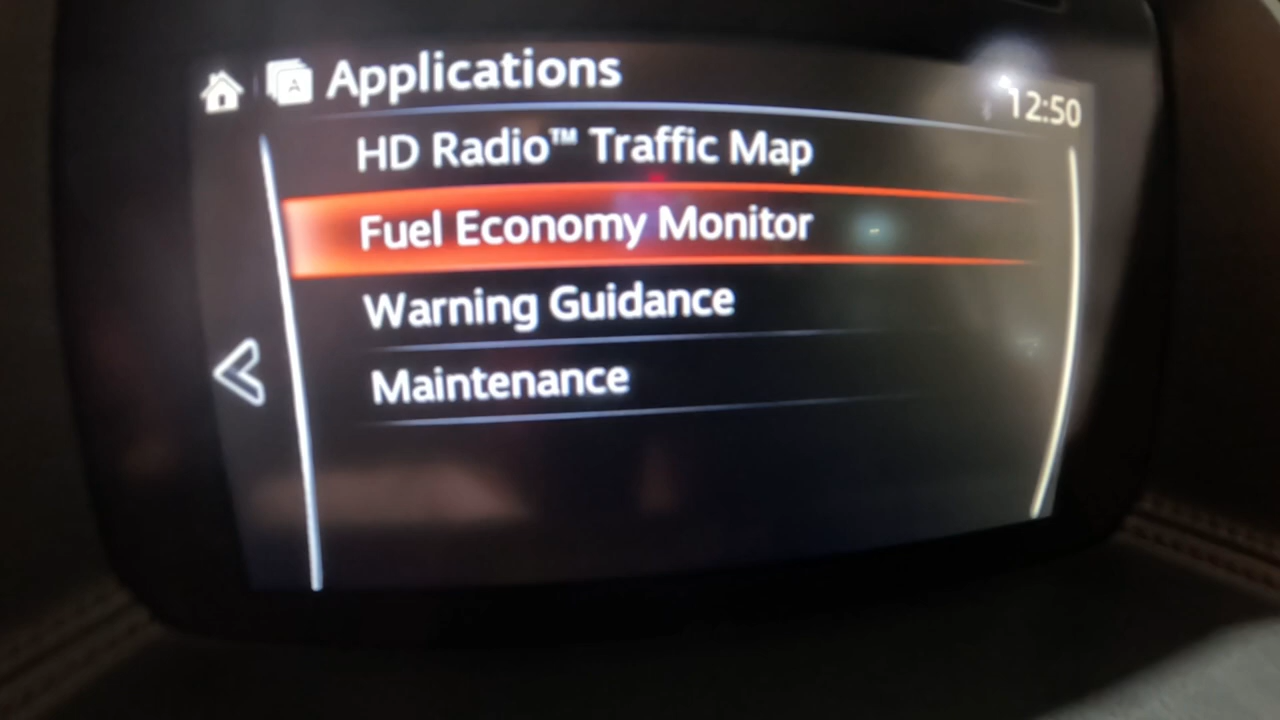 Applications
12:50
HD Radio™ Traffic Map
Fuel Economy Monitor
Warning Guidance
Maintenance